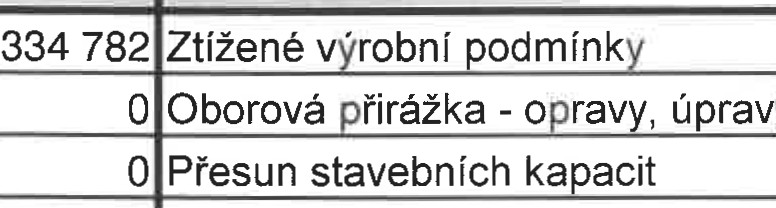 334 782 Ztížené výrobní podmínky
0 Oborová přirážka - opravy, úprav
0 Přesun stavebních kapacit